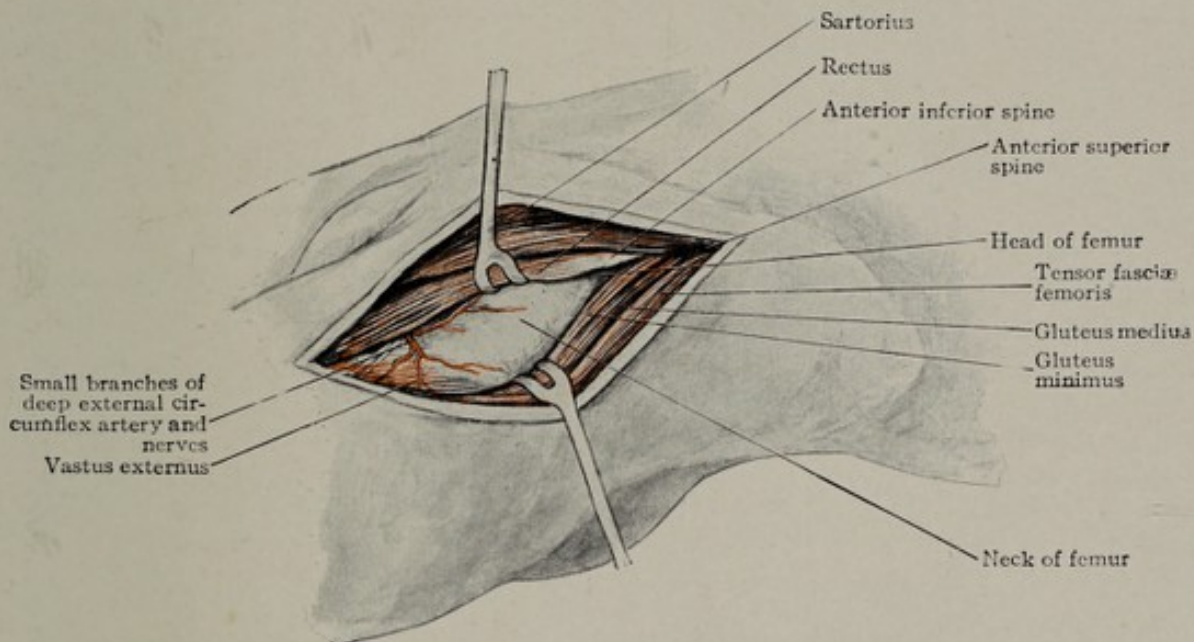 Sartorius
Rectus
Anterior inferior spine
Anterior superior
spine
Head of femur
Tensor fasciæ
femoris
Gluteus medius
Gluteus
minimus
Small branches of
deep external cir-
cumflex artery and
nerves
Vastus externus
Neck of femur